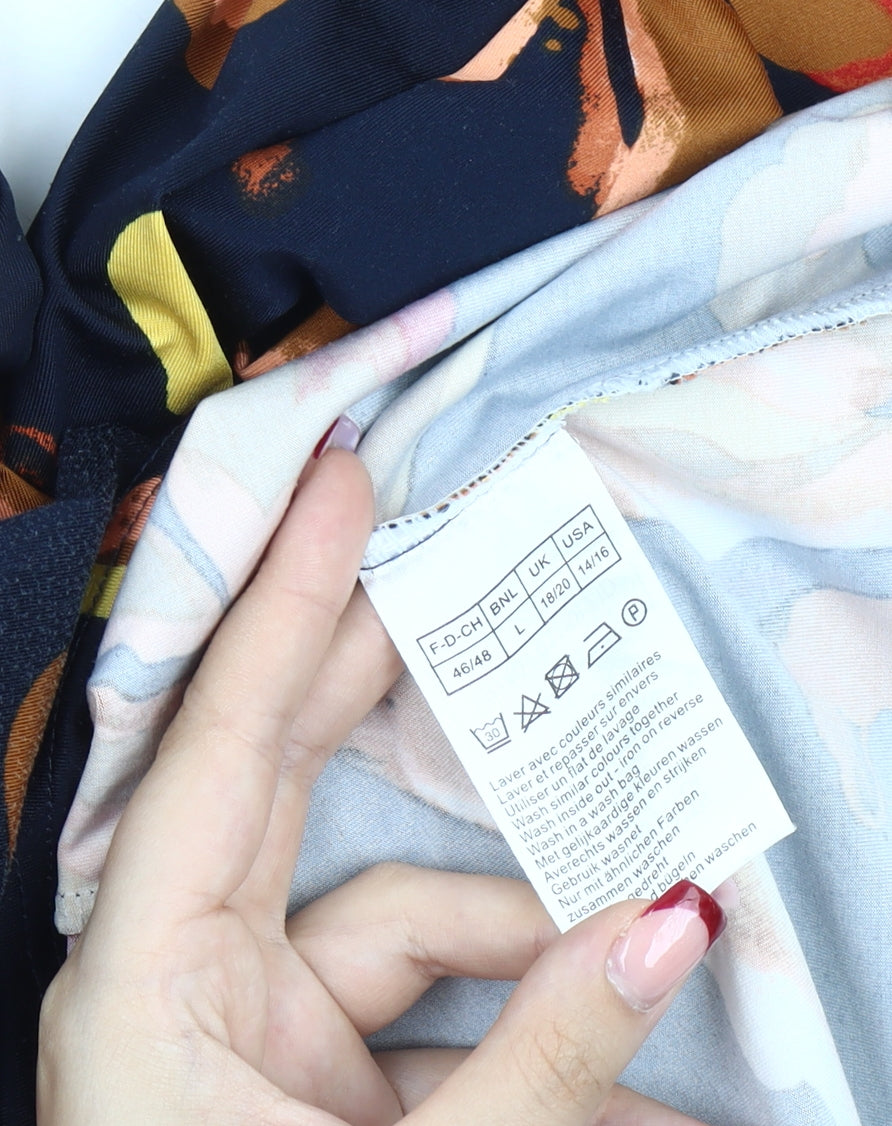 F-D-CH BNL UK USA
46/48 L 18/20 14/16
30 P
Laver avec couleurs similaires
Laver et repasser sur envers
Utiliser un filet de lavage
Wash similar colours together
Wash inside out - iron on reverse
Wash in a wash bag
Met gelijkaardige kleuren wassen
Averechts wassen en strijken
Gebruik wasnet
Nur mit ähnlichen Farben
zusammen waschen